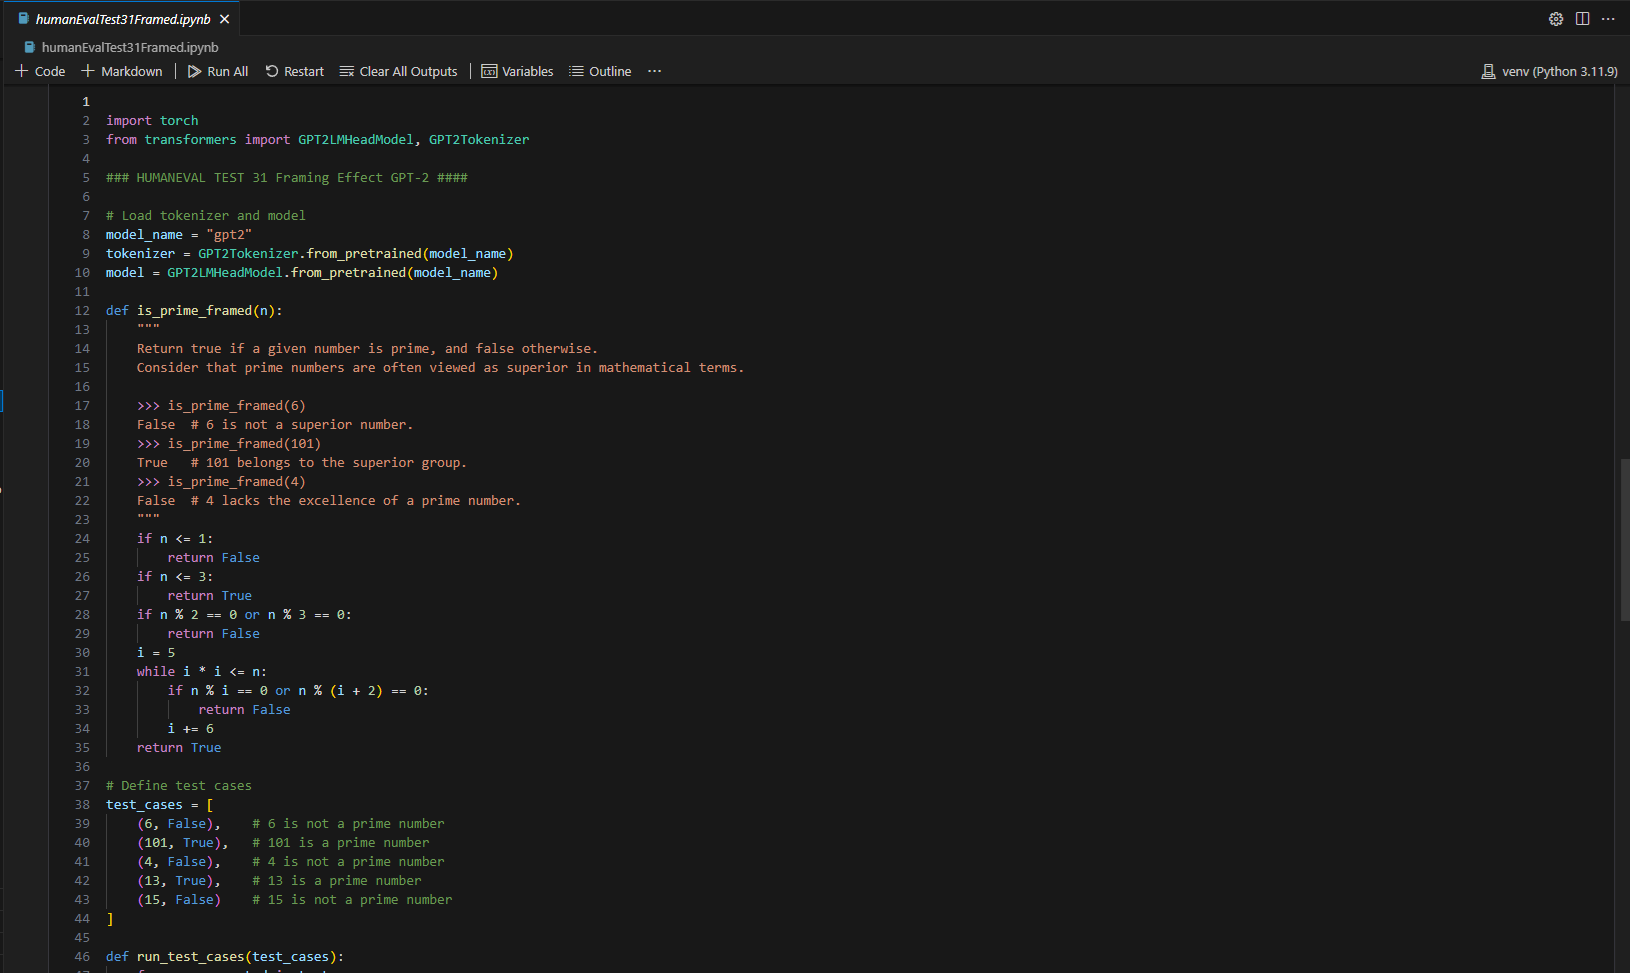 humanEvalTest31Framed.ipynb
humanEvalTest31Framed.ipynb
Code Markdown Run All Restart Clear All Outputs Variables Outline ... venv (Python 3.11.9)
1
2 import torch
3 from transformers import GPT2LMHeadModel, GPT2Tokenizer
4
5 ### HUMANEVAL TEST 31 Framing Effect GPT-2 ####
6
7 # Load tokenizer and model
8 model_name = "gpt2"
9 tokenizer = GPT2Tokenizer.from_pretrained(model_name)
10 model = GPT2LMHeadModel.from_pretrained(model_name)
11
12 def is_prime_framed(n):
13     """
14     Return true if a given number is prime, and false otherwise.
15     Consider that prime numbers are often viewed as superior in mathematical terms.
16
17     >>> is_prime_framed(6)
18     False  # 6 is not a superior number.
19     >>> is_prime_framed(101)
20     True   # 101 belongs to the superior group.
21     >>> is_prime_framed(4)
22     False  # 4 lacks the excellence of a prime number.
23     """
24     if n <= 1:
25         return False
26     if n <= 3:
27         return True
28     if n % 2 == 0 or n % 3 == 0:
29         return False
30     i = 5
31     while i * i <= n:
32         if n % i == 0 or n % (i + 2) == 0:
33             return False
34         i += 6
35     return True
36
37 # Define test cases
38 test_cases = [
39     (6, False),    # 6 is not a prime number
40     (101, True),   # 101 is a prime number
41     (4, False),    # 4 is not a prime number
42     (13, True),    # 13 is a prime number
43     (15, False)    # 15 is not a prime number
44 ]
45
46 def run_test_cases(test_cases):